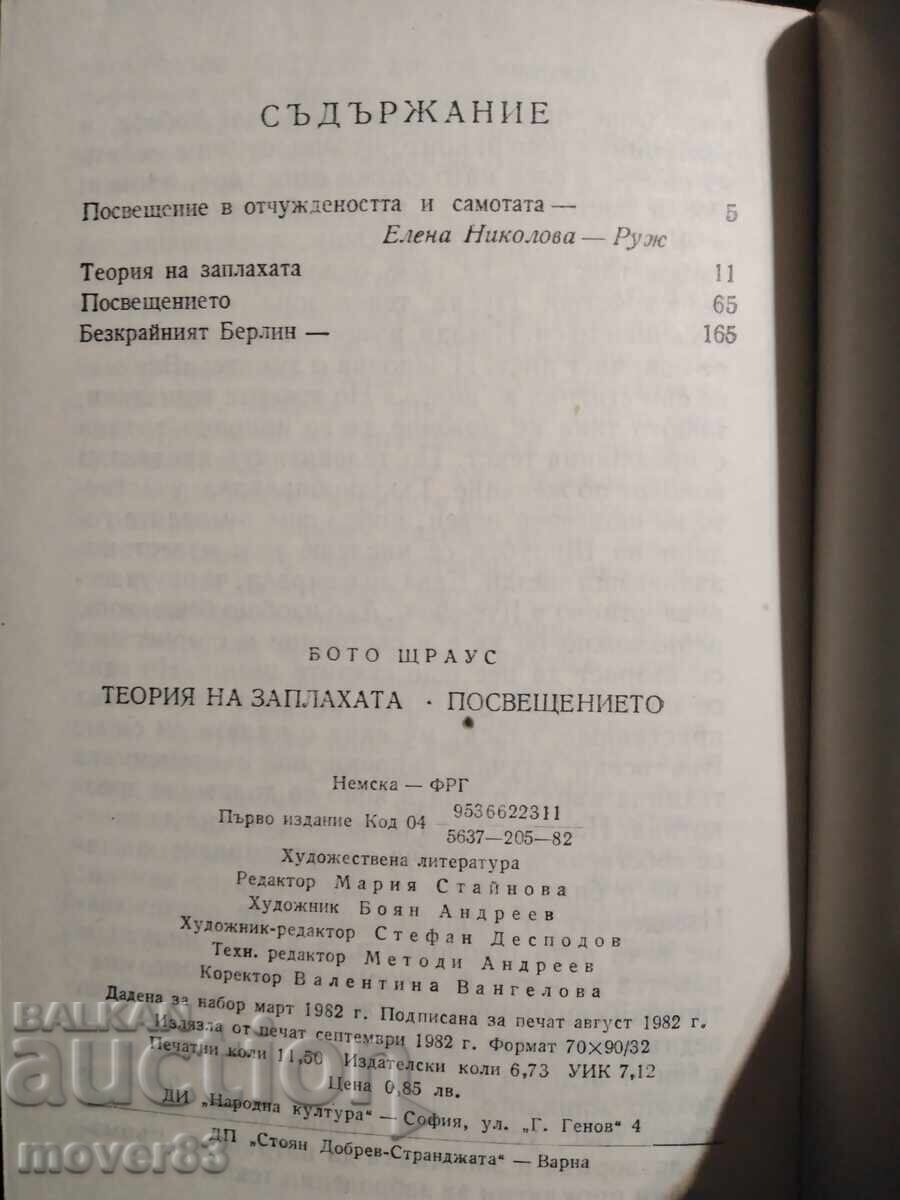 СЪДЪРЖАНИЕ
Посвещение в отчуждеността и самотата — 5
Елена Николова — Руж
Теория на заплахата 11
Посвещението 65
Безкрайният Берлин — 165
БОТО ЩРАУС
ТЕОРИЯ НА ЗАПЛАХАТА · ПОСВЕЩЕНИЕТО
Немска — ФРГ
Първо издание Код 04 9536622311
5637—205—82
Художествена литература
Редактор Мария Стайнова
Художник Боян Андреев
Художник-редактор Стефан Десподов
Техн. редактор Методи Андреев
Коректор Валентина Вангелова
Дадена за набор март 1982 г. Подписана за печат август 1982 г.
Излязла от печат септември 1982 г. Формат 70×90/32
Печатни коли 11,50 Издателски коли 6,73 УИК 7,12
Цена 0,85 лв.
ДИ „Народна култура“ — София, ул. „Г. Генов“ 4
ДП „Стоян Добрев-Странджата“ — Варна
BALKAN
auction
mover83